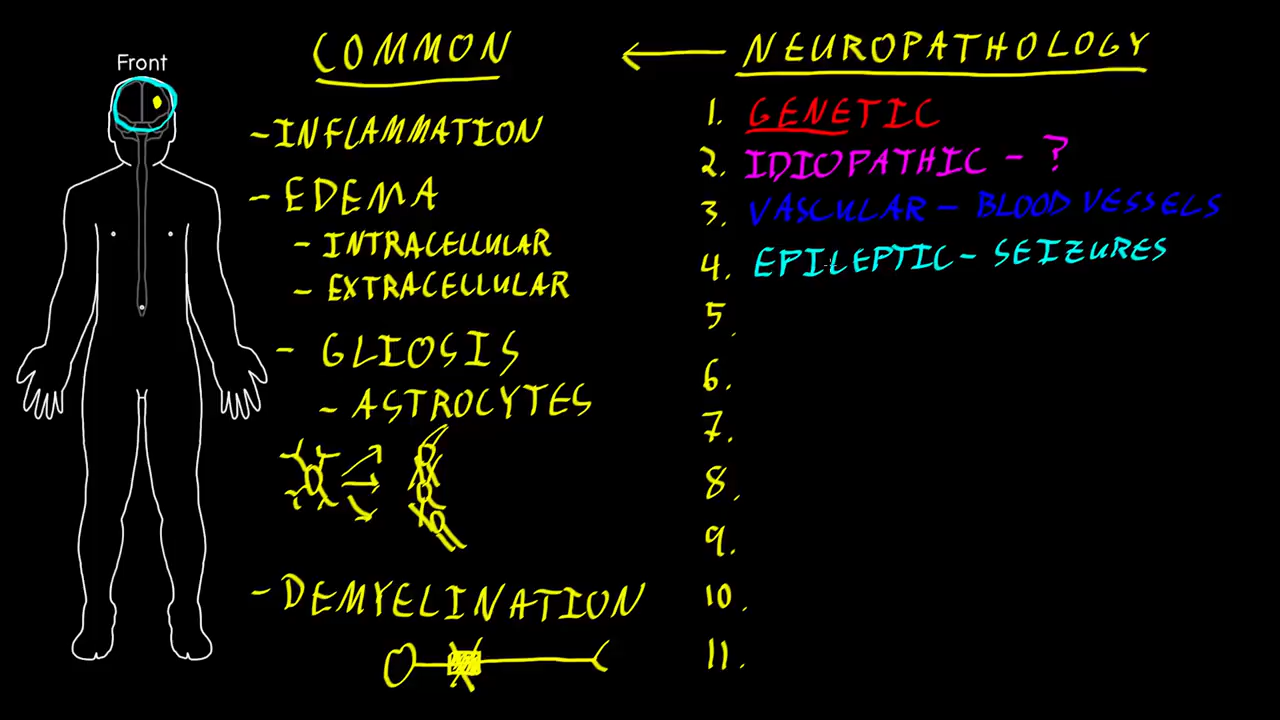 Front
COMMON
- INFLAMMATION
- EDEMA
- INTRACELLULAR
- EXTRACELLULAR
- GLIOSIS
- ASTROCYTES
- DEMYELINATION
NEUROPATHOLOGY
1. GENETIC
2. IDIOPATHIC - ?
3. VASCULAR - BLOOD VESSELS
4. EPILEPTIC - SEIZURES
5.
6.
7.
8.
9.
10.
11.